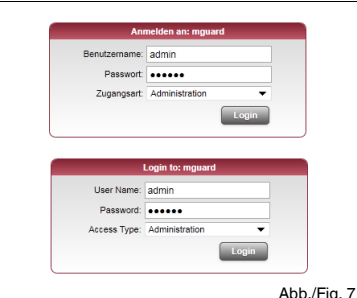 Anmelden an: mguard
Benutzername: admin
Passwort: ●●●●●●
Zugangsart: Administration
Login
Login to: mguard
User Name: admin
Password: ●●●●●●
Access Type: Administration
Login
Abb./Fig. 7